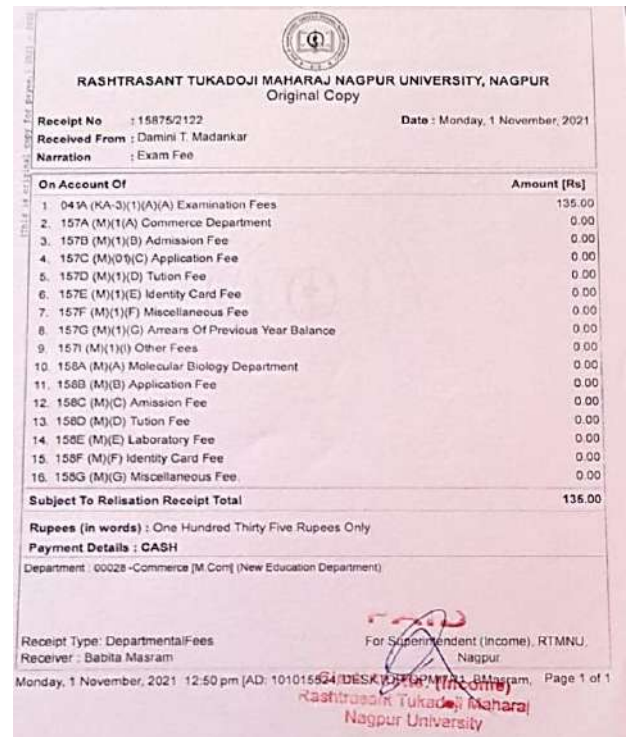 RASHTRASANT TUKADOJI MAHARAJ NAGPUR UNIVERSITY, NAGPUR
Original Copy
Receipt No : 15875/2122 Date : Monday, 1 November, 2021
Received From : Damini T. Madankar
Narration : Exam Fee
On Account Of Amount [Rs]
1. 041A (KA-3)(1)(A)(A) Examination Fees 135.00
2. 157A (M)(1(A) Commerce Department 0.00
3. 157B (M)(1)(B) Admission Fee 0.00
4. 157C (M)(01)(C) Application Fee 0.00
5. 157D (M)(1)(D) Tution Fee 0.00
6. 157E (M)(1)(E) Identity Card Fee 0.00
7. 157F (M)(1)(F) Miscellaneous Fee 0.00
8. 157G (M)(1)(G) Arrears Of Previous Year Balance 0.00
9. 157I (M)(1)(I) Other Fees 0.00
10. 158A (M)(A) Molecular Biology Department 0.00
11. 158B (M)(B) Application Fee 0.00
12. 158C (M)(C) Amission Fee 0.00
13. 158D (M)(D) Tution Fee 0.00
14. 158E (M)(E) Laboratory Fee 0.00
15. 158F (M)(F) Identity Card Fee 0.00
16. 158G (M)(G) Miscellaneous Fee. 0.00
Subject To Relisation Receipt Total 135.00
Rupees (in words) : One Hundred Thirty Five Rupees Only
Payment Details : CASH
Department : 00028 -Commerce [M.Com] (New Education Department)
Receipt Type: DepartmentalFees For Superintendent (Income), RTMNU,
Receiver : Babita Masram Nagpur
Monday, 1 November, 2021 12:50 pm [AD: 101015524/ BMasram, Page 1 of 1
(Income)
Rashtrasant Tukadoji Maharaj
Nagpur University